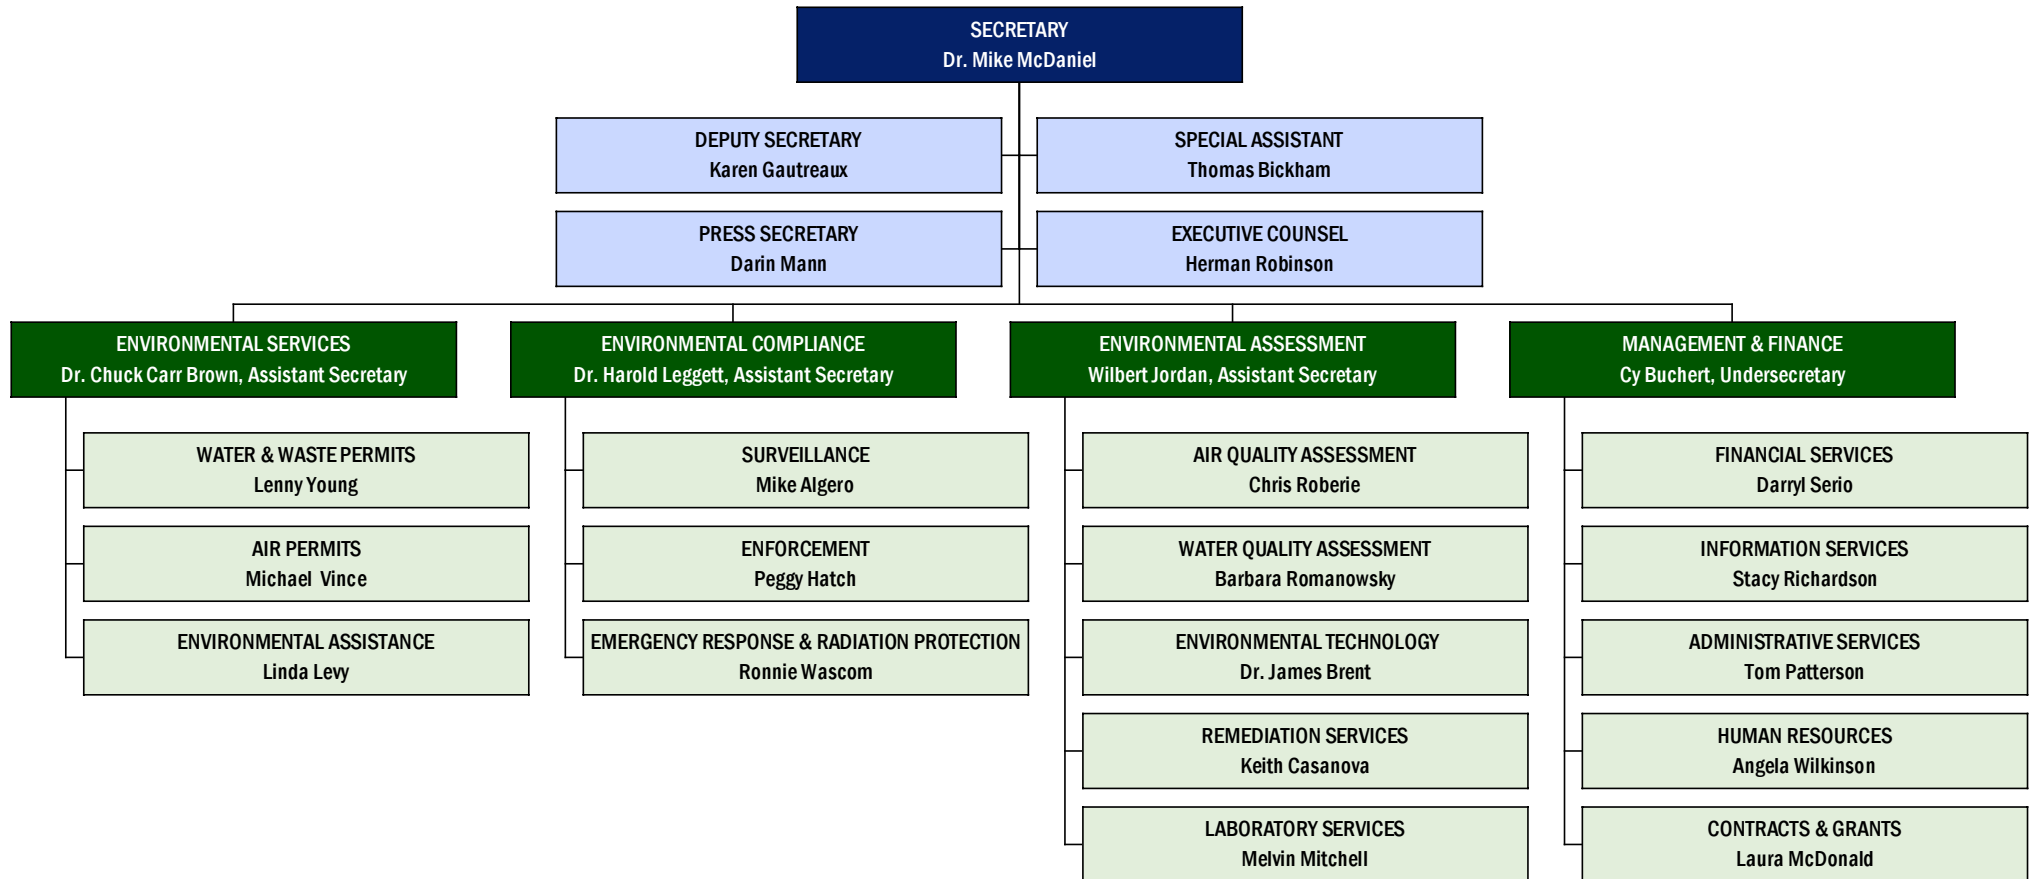 SECRETARY
Dr. Mike McDaniel
DEPUTY SECRETARY
Karen Gautreaux
SPECIAL ASSISTANT
Thomas Bickham
PRESS SECRETARY
Darin Mann
EXECUTIVE COUNSEL
Herman Robinson
ENVIRONMENTAL SERVICES
Dr. Chuck Carr Brown, Assistant Secretary
WATER & WASTE PERMITS
Lenny Young
AIR PERMITS
Michael Vince
ENVIRONMENTAL ASSISTANCE
Linda Levy
ENVIRONMENTAL COMPLIANCE
Dr. Harold Leggett, Assistant Secretary
SURVEILLANCE
Mike Algero
ENFORCEMENT
Peggy Hatch
EMERGENCY RESPONSE & RADIATION PROTECTION
Ronnie Wascom
ENVIRONMENTAL ASSESSMENT
Wilbert Jordan, Assistant Secretary
AIR QUALITY ASSESSMENT
Chris Roberie
WATER QUALITY ASSESSMENT
Barbara Romanowsky
ENVIRONMENTAL TECHNOLOGY
Dr. James Brent
REMEDIATION SERVICES
Keith Casanova
LABORATORY SERVICES
Melvin Mitchell
MANAGEMENT & FINANCE
Cy Buchert, Undersecretary
FINANCIAL SERVICES
Darryl Serio
INFORMATION SERVICES
Stacy Richardson
ADMINISTRATIVE SERVICES
Tom Patterson
HUMAN RESOURCES
Angela Wilkinson
CONTRACTS & GRANTS
Laura McDonald